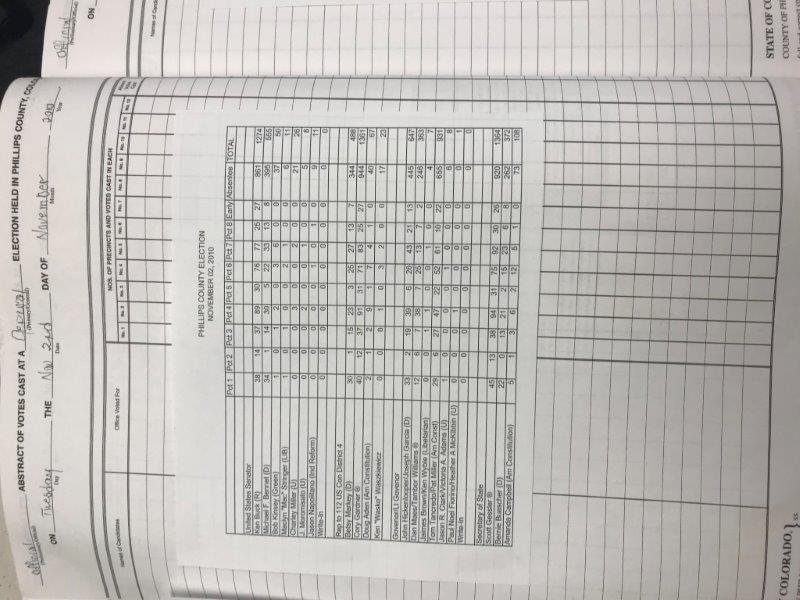 Official
ON
Names of Candi
ABSTRACT OF VOTES CAST AT A General ELECTION HELD IN PHILLIPS COUNTY, COLO
official
ON Tuesday THE Nov 2nd DAY OF November 2010
Day Date Month Year
NOS. OF PRECINCTS AND VOTES CAST IN EACH
Names of Candidates Office Voted For No. 1 No. 2 No. 3 No. 4 No. 5 No. 6 No. 7 No. 8 No. 9 No. 10 No. 11 No. 12
PHILLIPS COUNTY ELECTION
NOVEMBER 02, 2010
Pct 1 Pct 2 Pct 3 Pct 4 Pct 5 Pct 6 Pct 7 Pct 8 Early Absentee TOTAL
United States Senator
Ken Buck (R) 38 14 37 89 30 76 77 25 27 861 1274
Michael F. Bennet (D) 34 1 14 30 5 22 33 13 8 395 555
Bob Kinsey (Green) 1 0 1 2 0 3 6 0 0 37 50
Maclyn "Mac" Stringer (LIB) 1 0 0 0 0 2 1 1 0 6 11
Charley Miller (U) 0 0 0 3 0 0 2 0 0 21 26
J. Moromisato (U) 0 0 0 2 0 0 1 0 0 5 8
Jason Napolitano (Ind Reform) 0 0 0 0 0 1 0 1 0 9 11
Write-In 0 0 0 0 0 0 0 0 0 0 0
Rep to 112 US Con District 4
Betsy Markey (D) 30 1 15 23 3 25 27 13 7 344 488
Cory Gardner ® 40 12 37 91 31 71 83 25 27 944 1361
Doug Aden (Am Constitution) 2 1 2 9 1 7 4 1 0 40 67
Ken "Waskie" Waszkiewicz 0 0 0 1 0 3 2 0 0 17 23
Governor/Lt Governor
John Hickenlooper/Joseph Garcia (D) 33 2 19 39 6 26 43 21 13 445 647
Dan Maes/Tambor Williams ® 12 6 7 38 7 25 13 7 2 246 363
Jaimes Brown/Ken Wyble (Libetarian) 0 0 1 1 0 0 1 0 0 4 7
Tom Tancredo/Pat Miller (Am Const) 29 6 27 47 22 52 61 10 22 655 931
Jason R. Clark/Victoria A. Adams (U) 1 0 0 0 0 1 0 0 0 6 8
Paul Noel Fiorino/Heather A McKibbin (U) 0 0 0 1 0 0 0 0 0 0 1
Write-In 0 0 0 0 0 0 0 0 0 0 0
Secretary of State
Scott Gessler ® 45 13 38 94 31 75 92 30 26 920 1364
Bernie Buescher (D) 22 0 13 21 2 15 23 6 8 262 372
Amanda Campbell (Am Constitution) 5 1 3 6 2 12 5 1 0 73 108
COLORADO, } ss
STATE OF CO
COUNTY OF PH